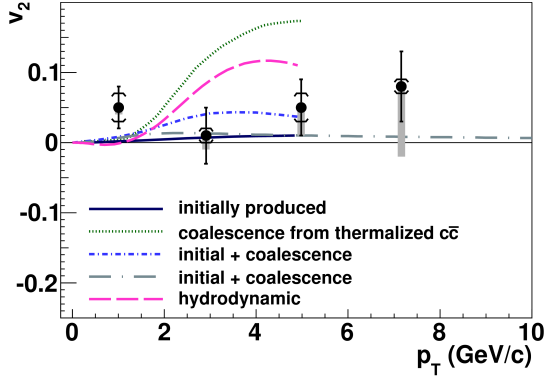 v₂
0.1
0
-0.1
-0.2
initially produced
coalescence from thermalized cc̅
initial + coalescence
initial + coalescence
hydrodynamic
0 2 4 6 8 10
p_T (GeV/c)